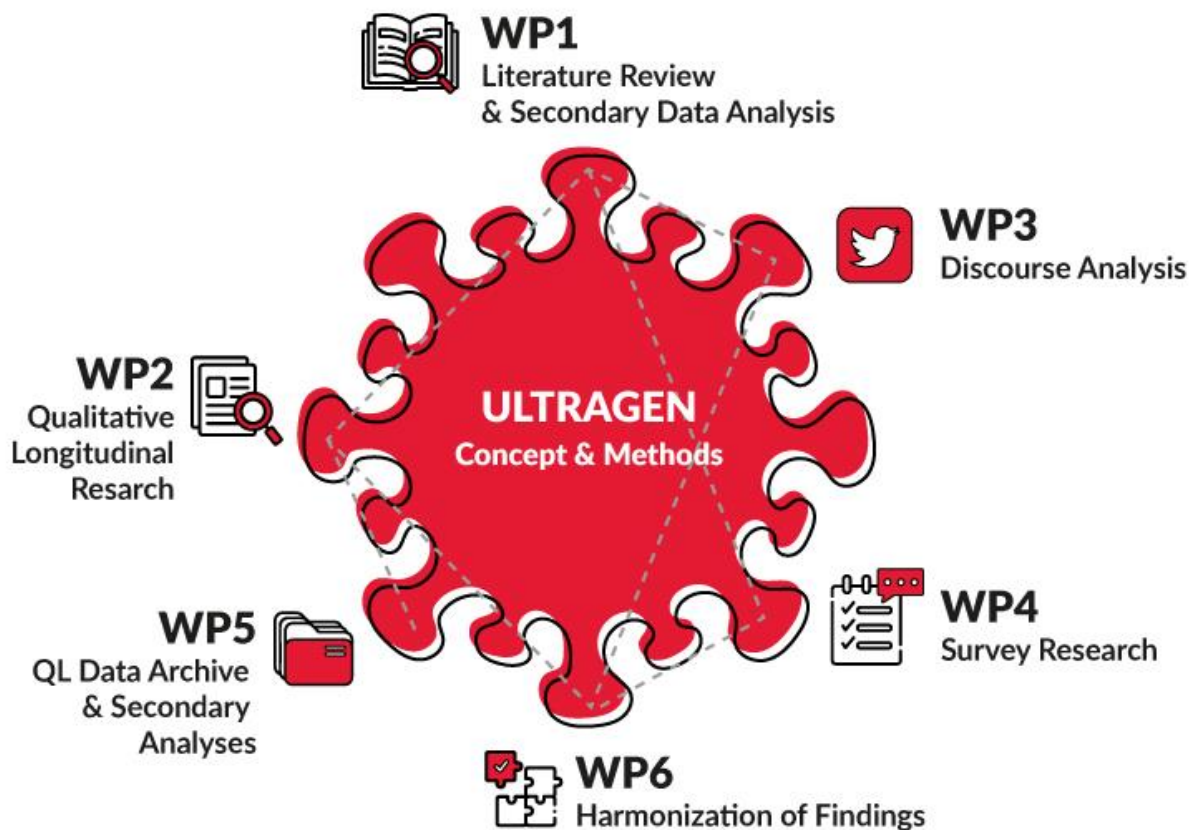 WP1
Literature Review
& Secondary Data Analysis
WP3
Discourse Analysis
WP2
Qualitative
Longitudinal
Resarch
ULTRAGEN
Concept & Methods
WP4
Survey Research
WP5
QL Data Archive
& Secondary
Analyses
WP6
Harmonization of Findings